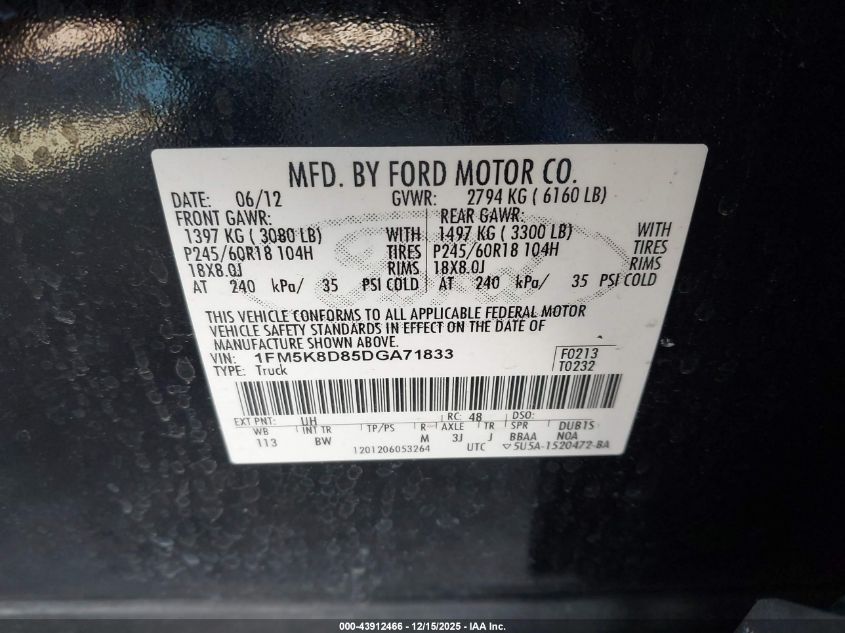 MFD. BY FORD MOTOR CO.
DATE: 06/12 GVWR: 2794 KG ( 6160 LB)
FRONT GAWR: REAR GAWR:
1397 KG ( 3080 LB) WITH 1497 KG ( 3300 LB) WITH
P245/60R18 104H TIRES P245/60R18 104H TIRES
18X8.0J RIMS 18X8.0J RIMS
AT 240 kPa/ 35 PSI COLD AT 240 kPa/ 35 PSI COLD
THIS VEHICLE CONFORMS TO ALL APPLICABLE FEDERAL MOTOR
VEHICLE SAFETY STANDARDS IN EFFECT ON THE DATE OF
MANUFACTURE SHOWN ABOVE.
VIN: 1FM5K8D85DGA71833 F0213
TYPE: Truck T0232
EXT PNT: UH RC: 48 DSO:
WB INT TR TP/PS R AXLE TR SPR DUB1S
113 BW M 3J J BBAA NOA
1201206053264 UTC ▽5U5A-1520472-BA
000-43912466 - 12/15/2025 - IAA Inc.